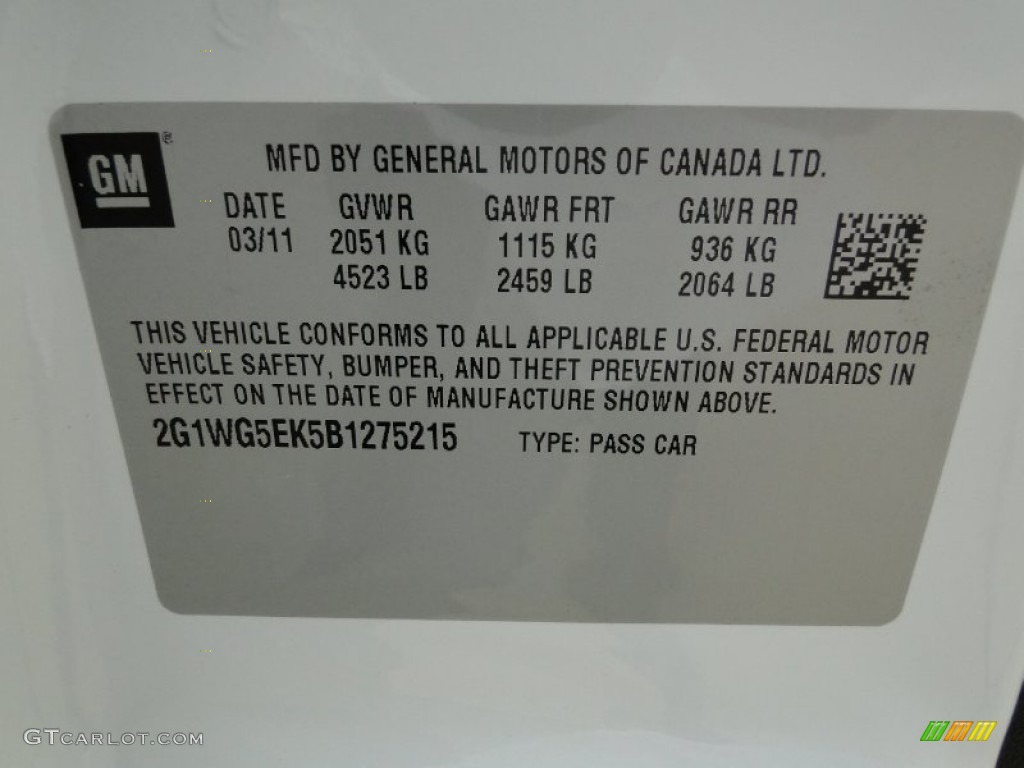 GM ®
MFD BY GENERAL MOTORS OF CANADA LTD.
DATE GVWR GAWR FRT GAWR RR
03/11 2051 KG 1115 KG 936 KG
4523 LB 2459 LB 2064 LB
THIS VEHICLE CONFORMS TO ALL APPLICABLE U.S. FEDERAL MOTOR
VEHICLE SAFETY, BUMPER, AND THEFT PREVENTION STANDARDS IN
EFFECT ON THE DATE OF MANUFACTURE SHOWN ABOVE.
2G1WG5EK5B1275215 TYPE: PASS CAR
GTCARLOT.COM